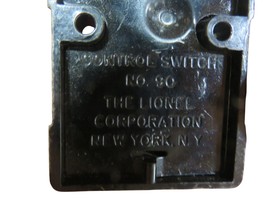 CONTROL SWITCH
NO. 90
THE LIONEL
CORPORATION
NEW YORK, N.Y.